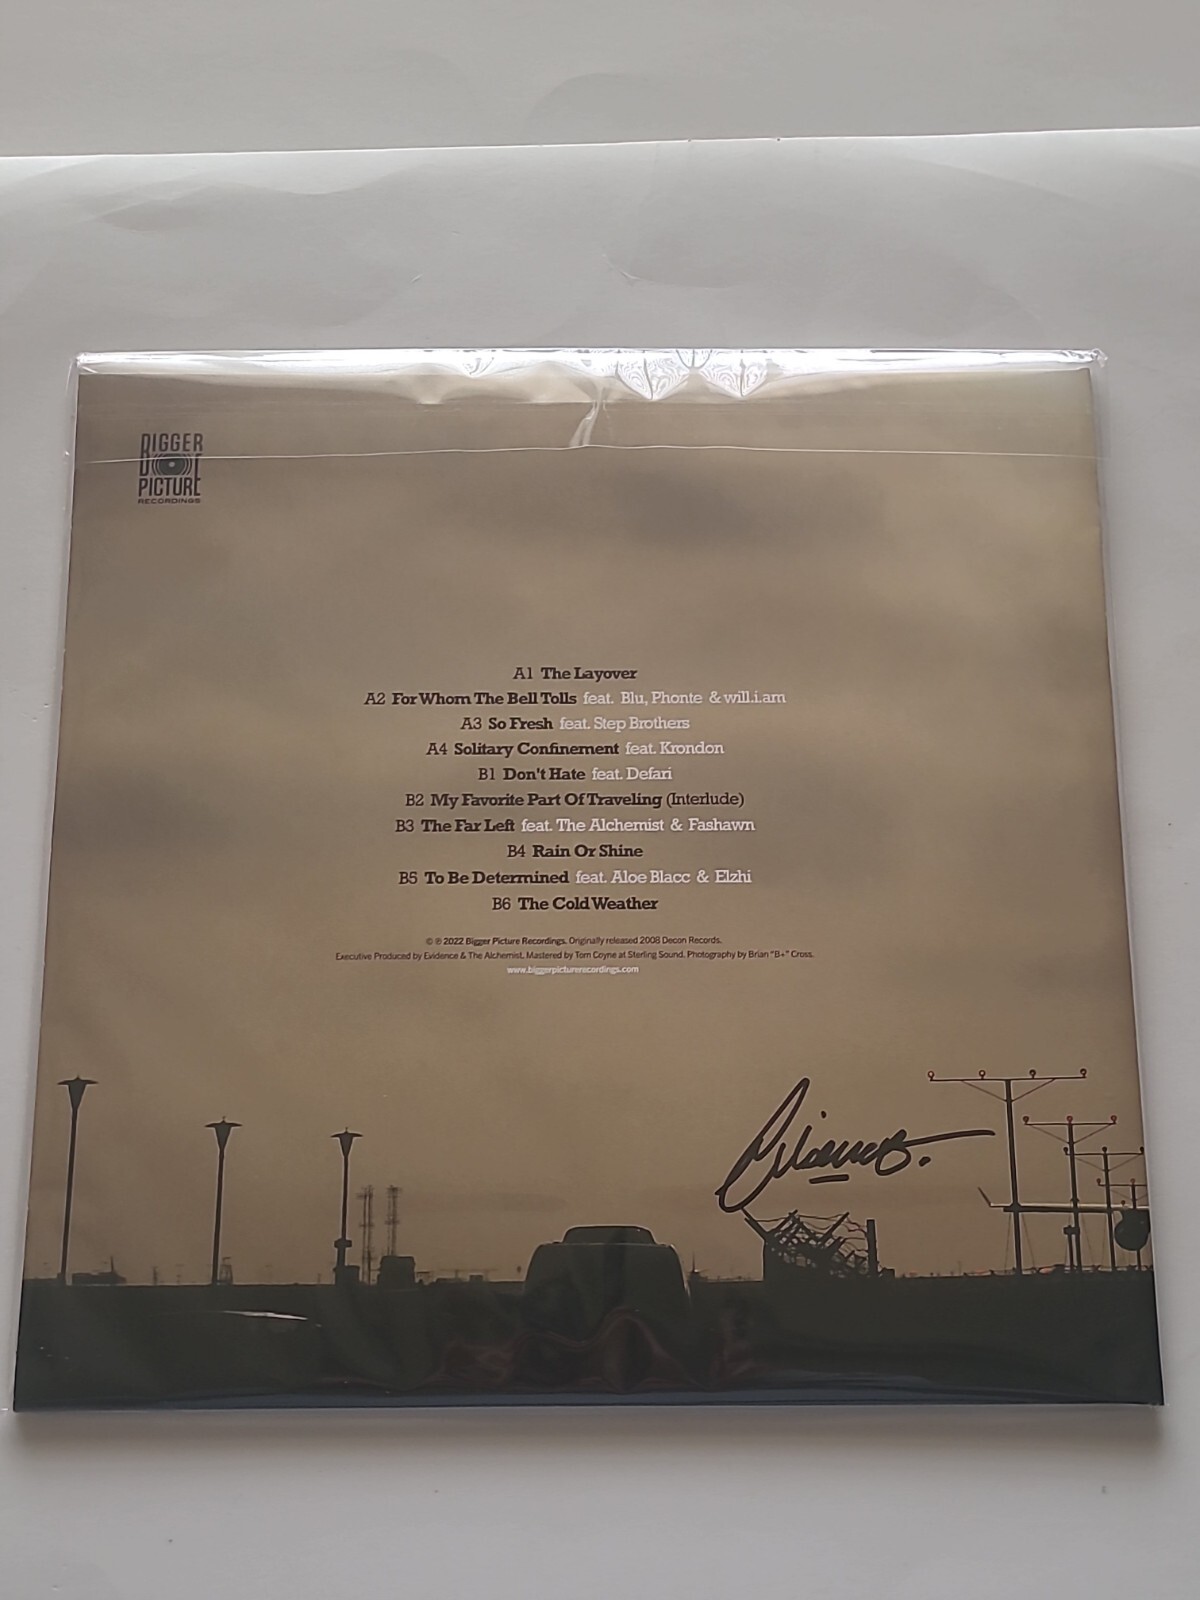 BIGGER
PICTURE
RECORDINGS
A1 The Layover
A2 For Whom The Bell Tolls feat. Blu, Phonte & will.i.am
A3 So Fresh feat. Step Brothers
A4 Solitary Confinement feat. Krondon
B1 Don't Hate feat. Defari
B2 My Favorite Part Of Traveling (Interlude)
B3 The Far Left feat. The Alchemist & Fashawn
B4 Rain Or Shine
B5 To Be Determined feat. Aloe Blacc & Elzhi
B6 The Cold Weather
© ℗ 2022 Bigger Picture Recordings. Originally released 2008 Decon Records.
Executive Produced by Evidence & The Alchemist. Mastered by Tom Coyne at Sterling Sound. Photography by Brian "B+" Cross.
www.biggerpicturerecordings.com